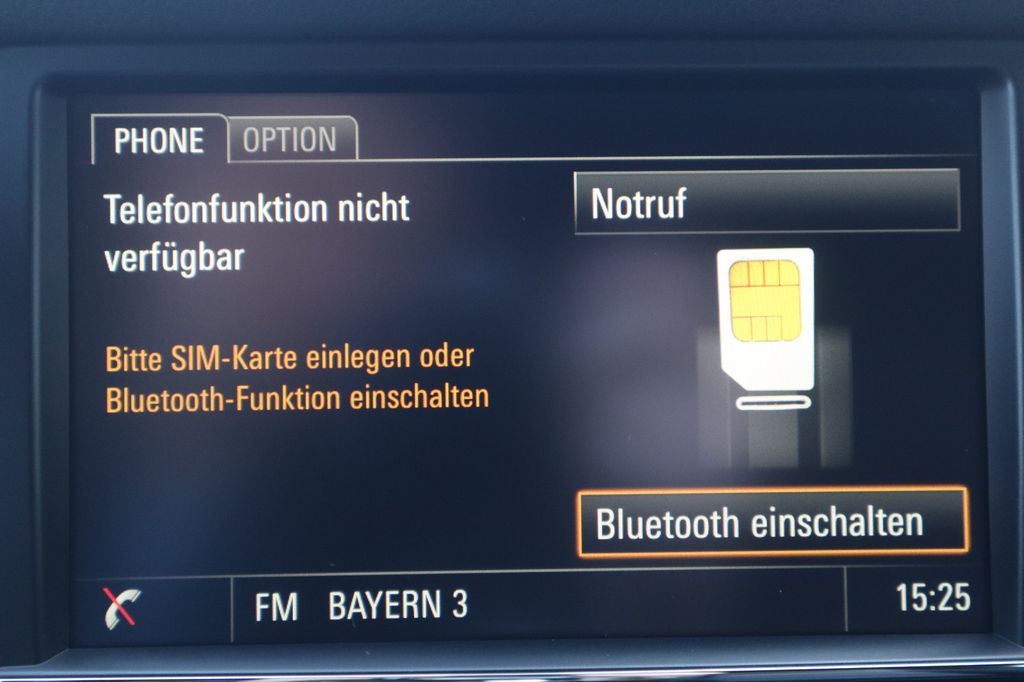 PHONE OPTION
Telefonfunktion nicht
verfügbar
Notruf
Bitte SIM-Karte einlegen oder
Bluetooth-Funktion einschalten
Bluetooth einschalten
FM BAYERN 3 15:25